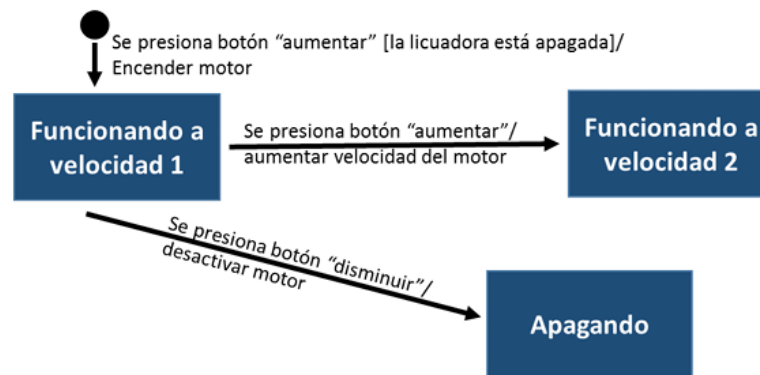 Se presiona botón “aumentar” [la licuadora está apagada]/
Encender motor
Funcionando a
velocidad 1
Se presiona botón “aumentar”/
aumentar velocidad del motor
Funcionando a
velocidad 2
Se presiona botón “disminuir”/
desactivar motor
Apagando